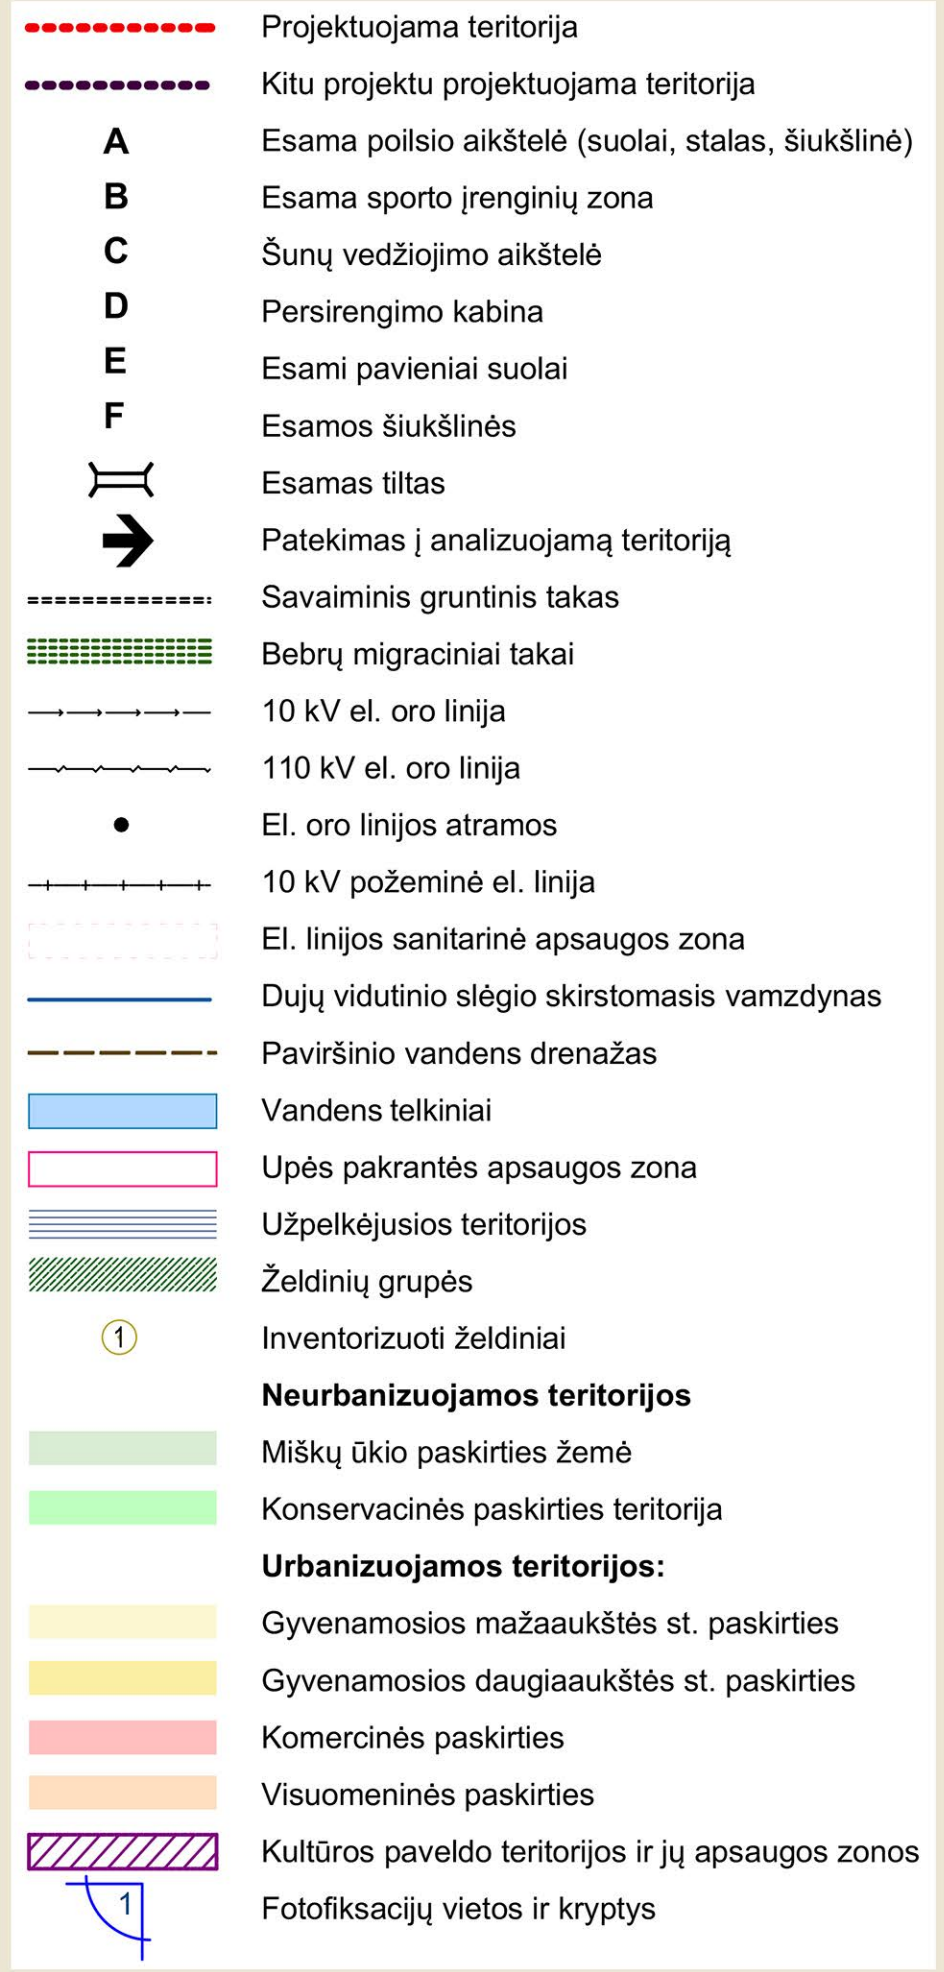 Projektuojama teritorija
Kitu projektu projektuojama teritorija
A Esama poilsio aikštelė (suolai, stalas, šiukšlinė)
B Esama sporto įrenginių zona
C Šunų vedžiojimo aikštelė
D Persirengimo kabina
E Esami pavieniai suolai
F Esamos šiukšlinės
Esamas tiltas
Patekimas į analizuojamą teritoriją
Savaiminis gruntinis takas
Bebrų migraciniai takai
10 kV el. oro linija
110 kV el. oro linija
El. oro linijos atramos
10 kV požeminė el. linija
El. linijos sanitarinė apsaugos zona
Dujų vidutinio slėgio skirstomasis vamzdynas
Paviršinio vandens drenažas
Vandens telkiniai
Upės pakrantės apsaugos zona
Užpelkėjusios teritorijos
Želdinių grupės
1 Inventorizuoti želdiniai
Neurbanizuojamos teritorijos
Miškų ūkio paskirties žemė
Konservacinės paskirties teritorija
Urbanizuojamos teritorijos:
Gyvenamosios mažaaukštės st. paskirties
Gyvenamosios daugiaaukštės st. paskirties
Komercinės paskirties
Visuomeninės paskirties
Kultūros paveldo teritorijos ir jų apsaugos zonos
1 Fotofiksacijų vietos ir kryptys